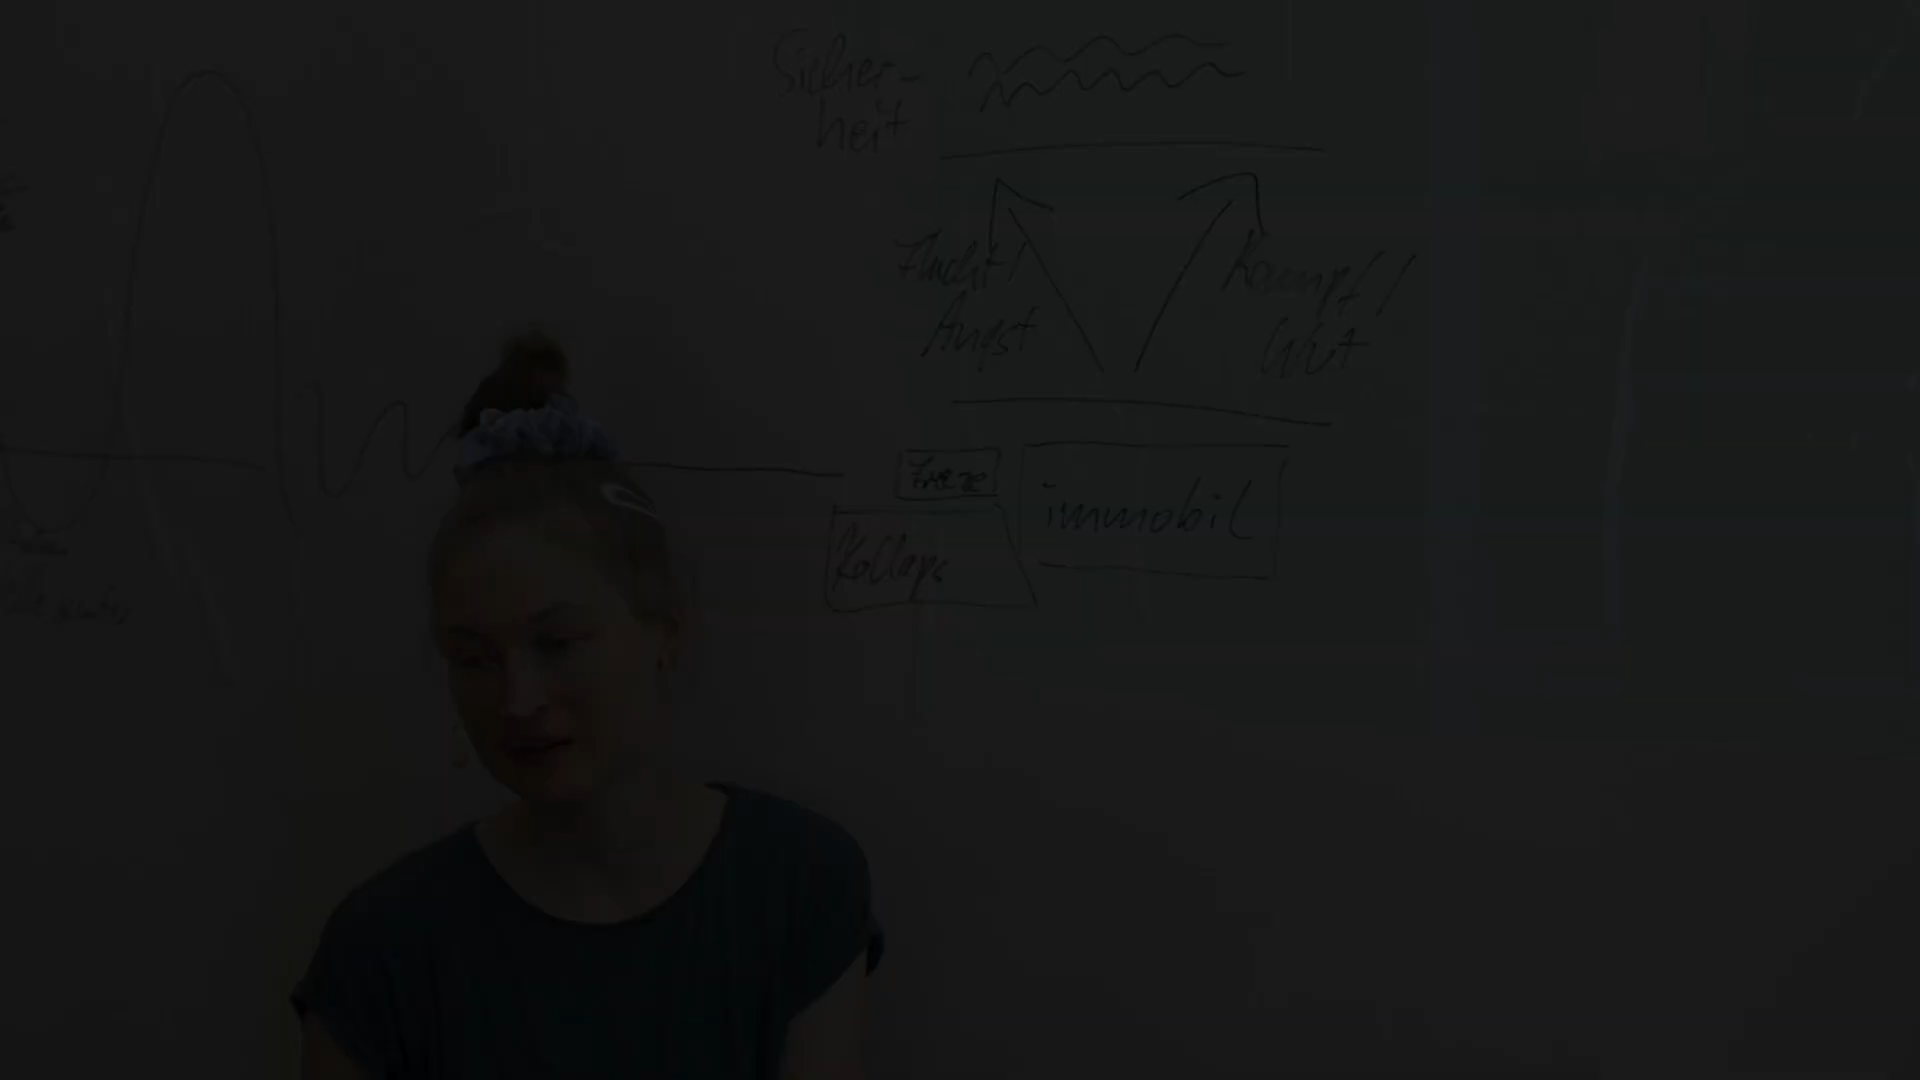 Sicher-
heit
Flucht/
Angst
Kampf/
Wut
Freeze
immobil
Kollaps